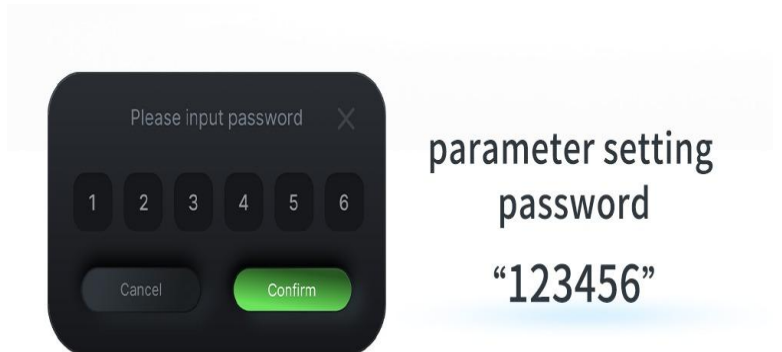 Please input password
1 2 3 4 5 6
Cancel Confirm
parameter setting
password
“123456”